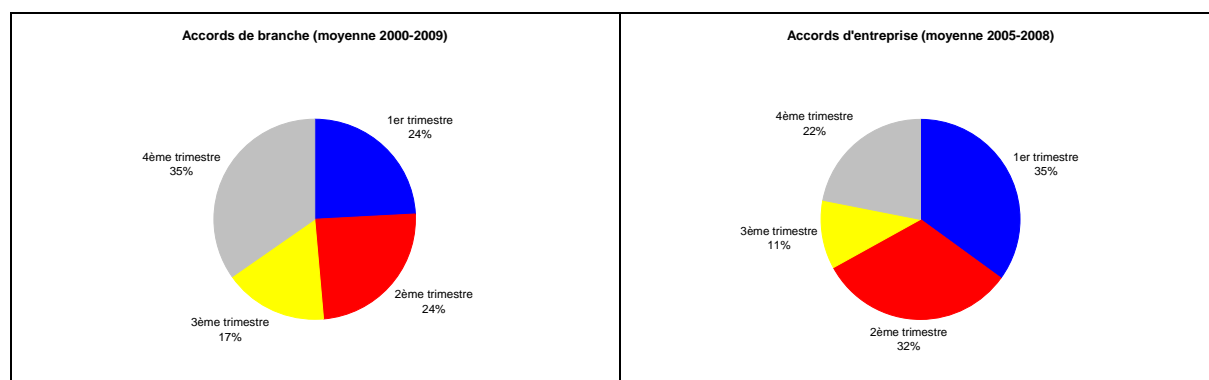 Accords de branche (moyenne 2000-2009)
1er trimestre
24%
4ème trimestre
35%
2ème trimestre
24%
3ème trimestre
17%
Accords d'entreprise (moyenne 2005-2008)
4ème trimestre
22%
1er trimestre
35%
3ème trimestre
11%
2ème trimestre
32%